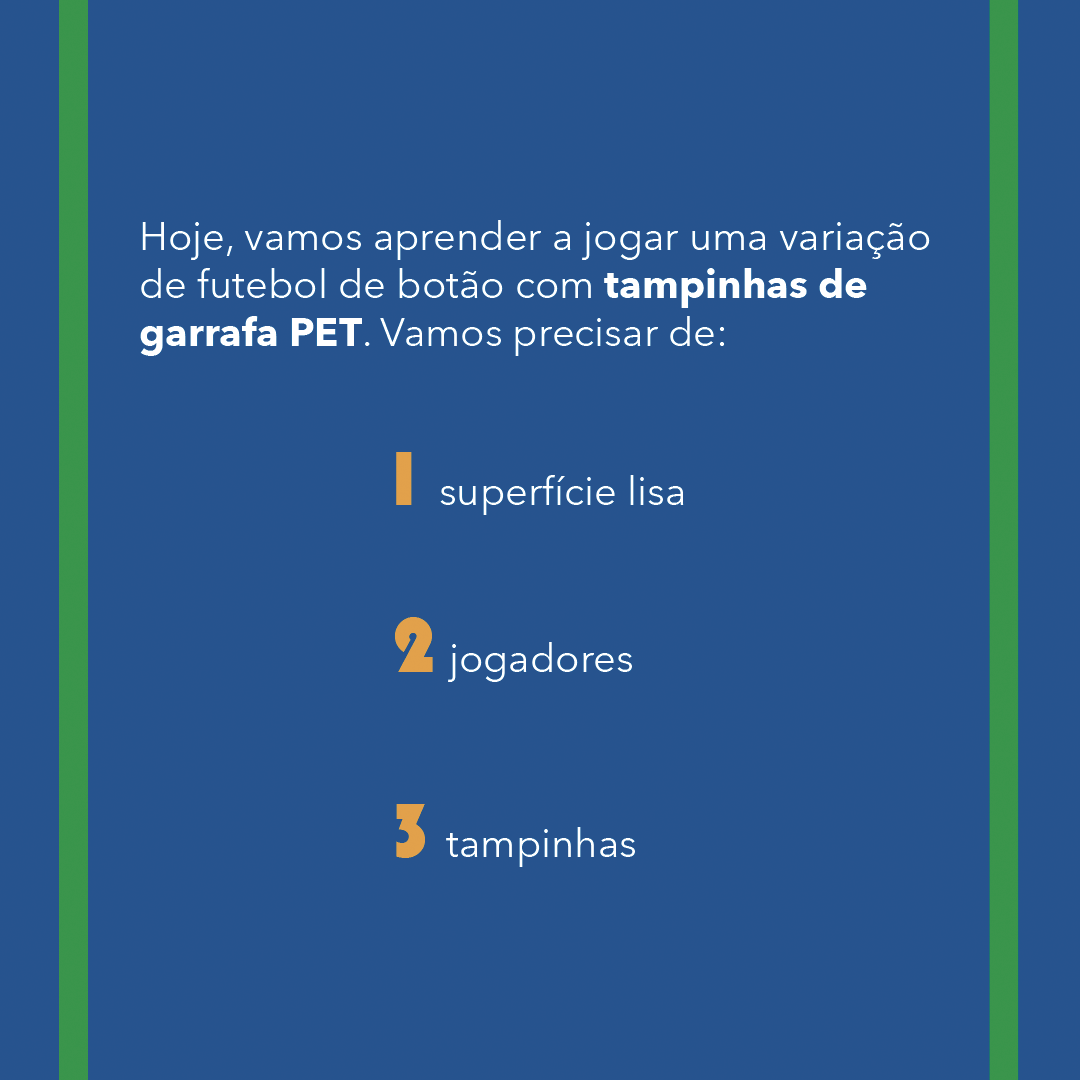 Hoje, vamos aprender a jogar uma variação
de futebol de botão com tampinhas de
garrafa PET. Vamos precisar de:
1 superfície lisa
2 jogadores
3 tampinhas